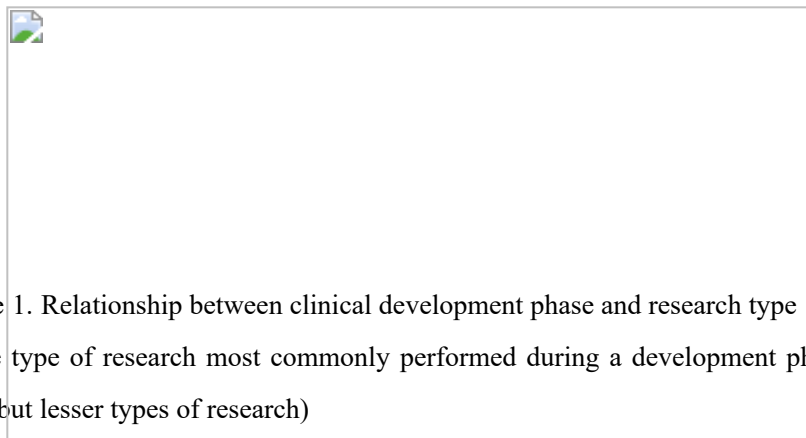 1. Relationship between clinical development phase and research type
type of research most commonly performed during a development
but lesser types of research)